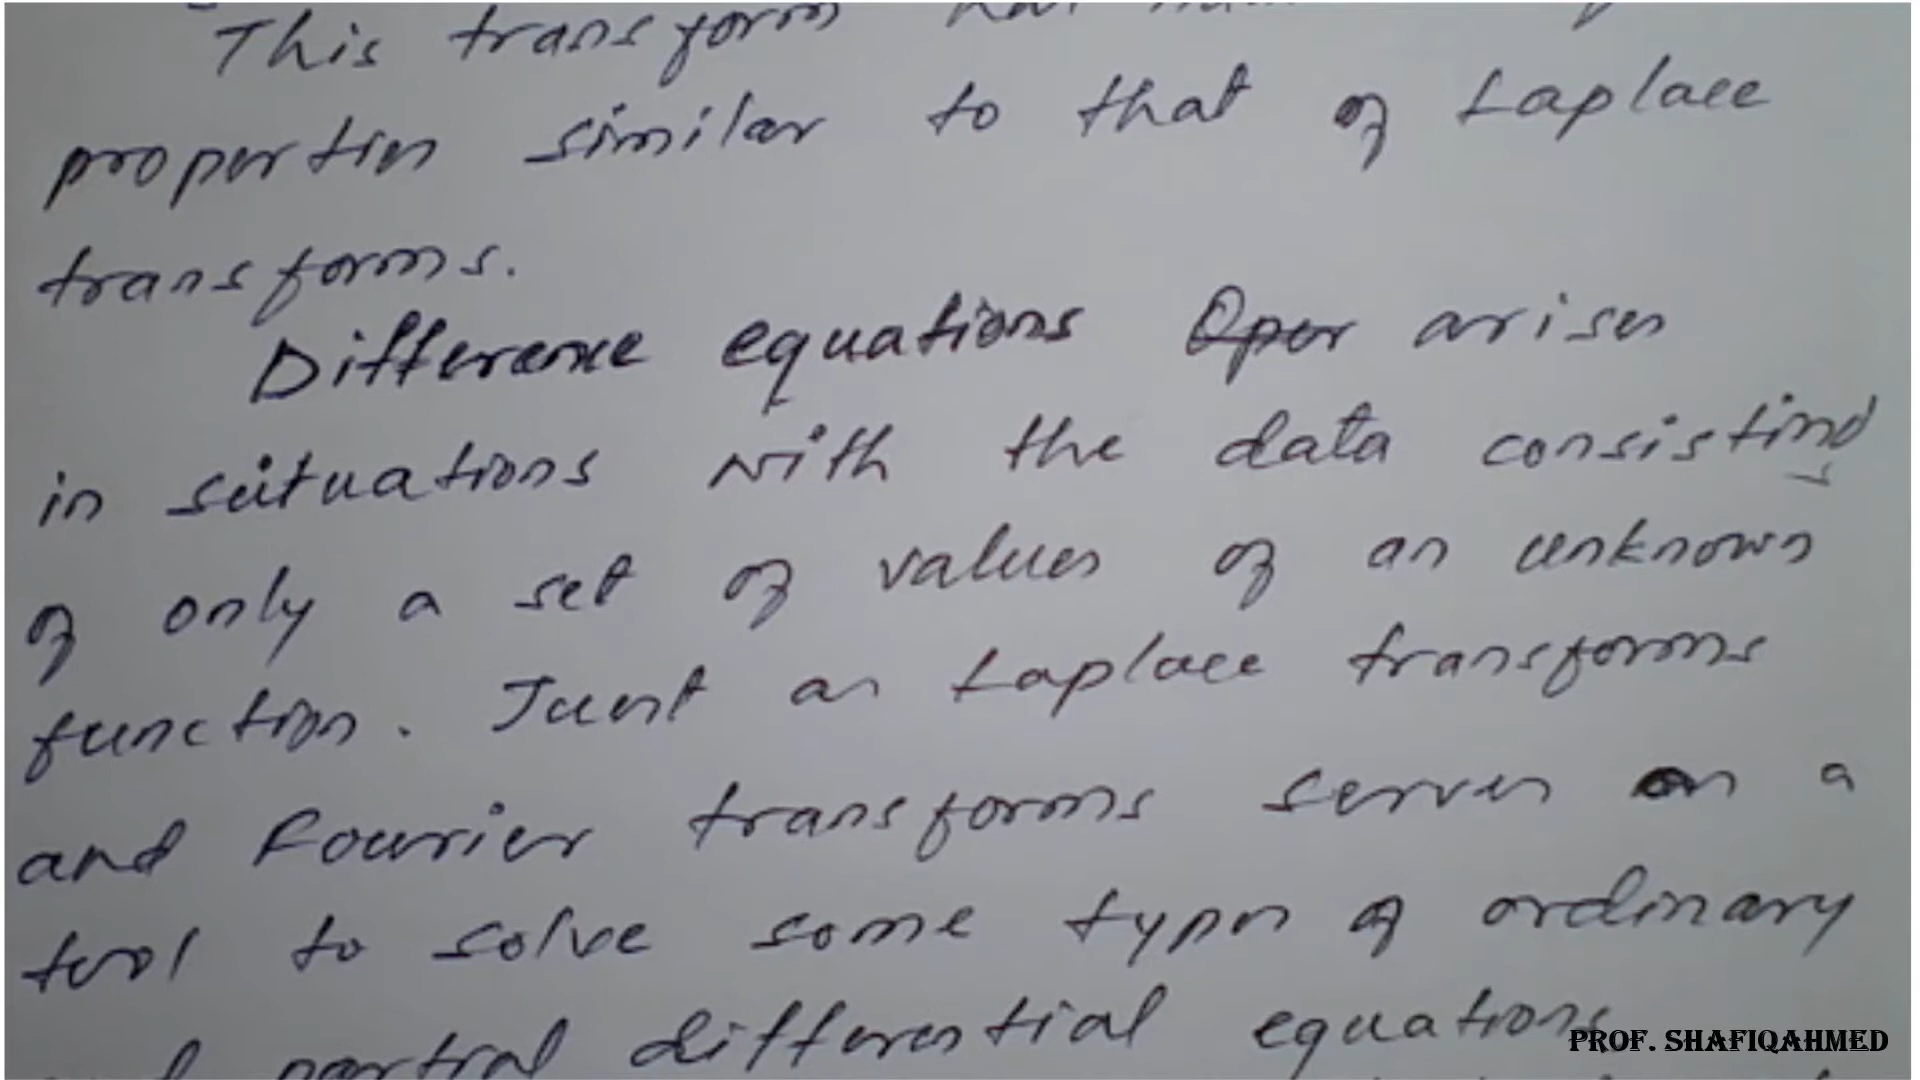 This transform
properties similar to that of Laplace
transforms.
Difference equations Oper arises
in situations with the data consisting
of only a set of values of an unknown
function. Just as Laplace transforms
and Fourier transforms serves as a
tool to solve some types of ordinary
partial differential equations
PROF. SHAFIQAHMED